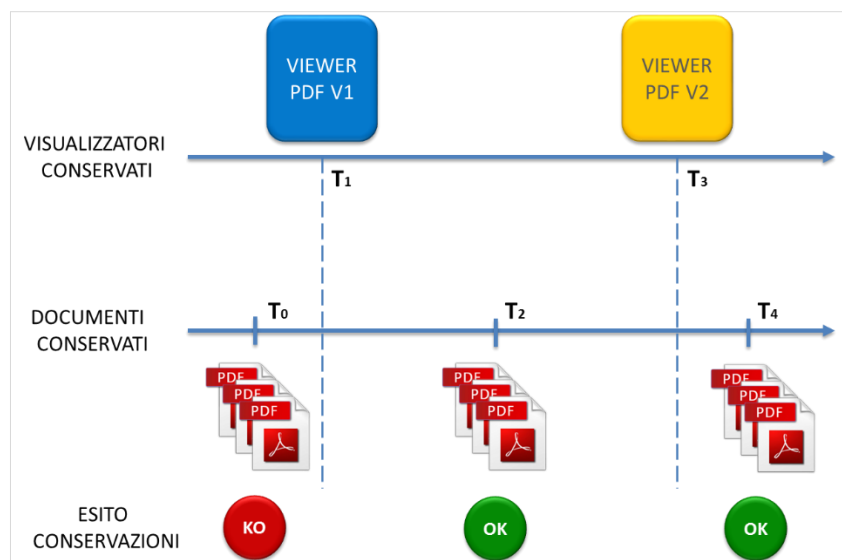 VIEWER
PDF V1
VIEWER
PDF V2
VISUALIZZATORI
CONSERVATI
T1
T3
DOCUMENTI
CONSERVATI
T0
T2
T4
PDF
PDF
PDF
PDF
PDF
PDF
PDF
PDF
PDF
ESITO
CONSERVAZIONI
KO
OK
OK